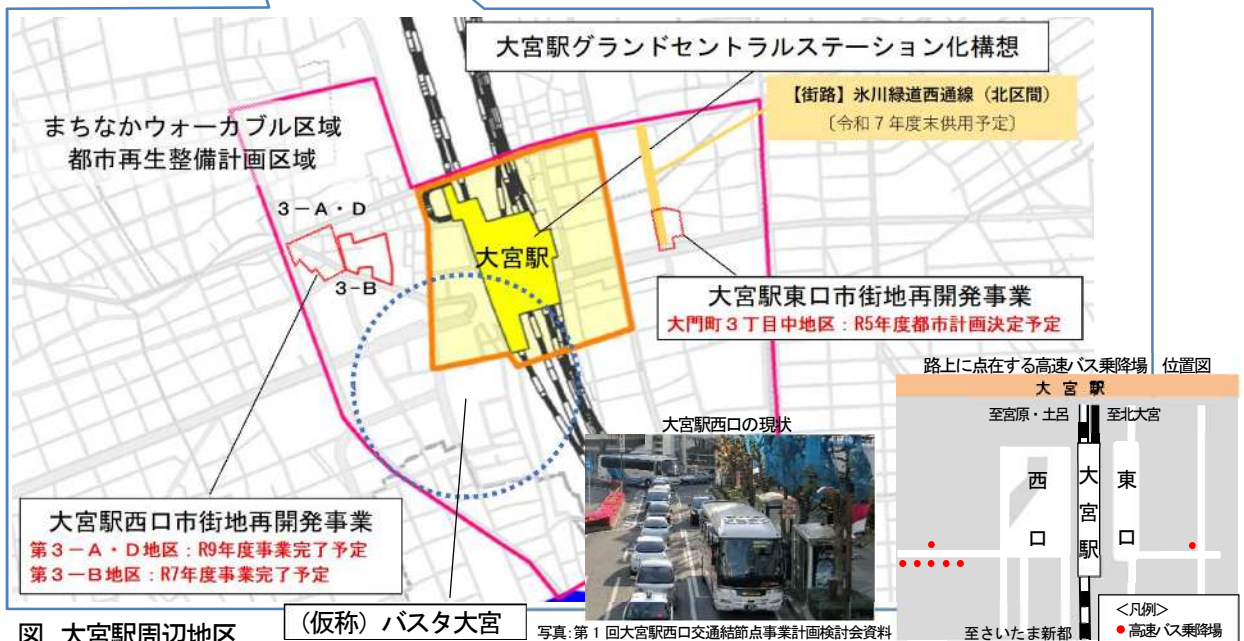 大宮駅グランドセントラルステーション化構想
【街路】氷川緑道西通線（北区間）
〔令和７年度末供用予定〕
まちなかウォーカブル区域
都市再生整備計画区域
３－Ａ・Ｄ
３－Ｂ
大宮駅
大宮駅東口市街地再開発事業
大門町３丁目中地区：R5年度都市計画決定予定
路上に点在する高速バス乗降場　位置図
大宮駅
至宮原・土呂
至北大宮
西口
大宮駅
東口
至さいたま新都
<凡例>
●高速バス乗降場
大宮駅西口の現状
大宮駅西口市街地再開発事業
第３－Ａ・Ｄ地区：R9年度事業完了予定
第３－Ｂ地区：R7年度事業完了予定
（仮称）バスタ大宮
写真：第１回大宮駅西口交通結節点事業計画検討会資料
図 大宮駅周辺地区